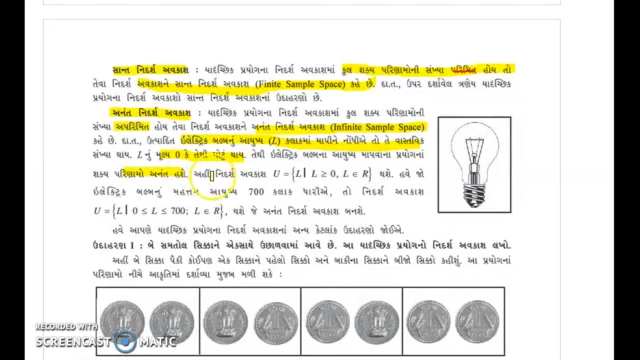 સાન્ત નિદર્શ અવકાશ : યાદચ્છિક પ્રયોગના નિદર્શ અવકાશમાં કુલ શક્ય પરિણામોની સંખ્યા પરિમિત હોય તો
તેવા નિદર્શ અવકાશને સાન્ત નિદર્શ અવકાશ (Finite Sample Space) કહે છે. દા.ત., ઉપર દર્શાવેલ ત્રણેય યાદચ્છિક
પ્રયોગના નિદર્શ અવકાશો સાન્ત નિદર્શ અવકાશનાં ઉદાહરણો છે.
અનંત નિદર્શ અવકાશ : યાદચ્છિક પ્રયોગના નિદર્શ અવકાશમાં કુલ શક્ય પરિણામોની
સંખ્યા અપરિમિત હોય તેવા નિદર્શ અવકાશને અનંત નિદર્શ અવકાશ (Infinite Sample Space)
કહે છે. દા.ત., ઉત્પાદિત ઇલેક્ટ્રિક બલ્બનું આયુષ્ય (L) કલાકમાં માપીને નોંધીએ તો તે વાસ્તવિક
સંખ્યા થાય. L નું મૂલ્ય 0 કે તેથી મોટું થાય. તેથી ઇલેક્ટ્રિક બલ્બના આયુષ્ય માપવાના પ્રયોગનાં
શક્ય પરિણામો અનંત હશે. અહીં નિદર્શ અવકાશ U = {L | L ≥ 0, L ∈ R} થશે. હવે જો
ઇલેક્ટ્રિક બલ્બનું મહત્તમ આયુષ્ય 700 કલાક ધારીએ, તો નિદર્શ અવકાશ
U = {L | 0 ≤ L ≤ 700; L ∈ R}, થશે જે અનંત નિદર્શ અવકાશ બનશે.
હવે આપણે યાદચ્છિક પ્રયોગના નિદર્શ અવકાશનાં અન્ય કેટલાંક ઉદાહરણો જોઈએ.
ઉદાહરણ 1 : બે સમતોલ સિક્કાને એકસાથે ઉછાળવામાં આવે છે. આ યાદચ્છિક પ્રયોગનો નિદર્શ અવકાશ લખો.
અહીં બે સિક્કા પૈકી કોઈપણ એક સિક્કાને પહેલો સિક્કો અને બાકીના સિક્કાને બીજો સિક્કો કહીશું. આ પ્રયોગનાં
પરિણામો નીચે આકૃતિમાં દર્શાવ્યા મુજબ મળી શકે :
RECORDED WITH
SCREENCAST MATIC